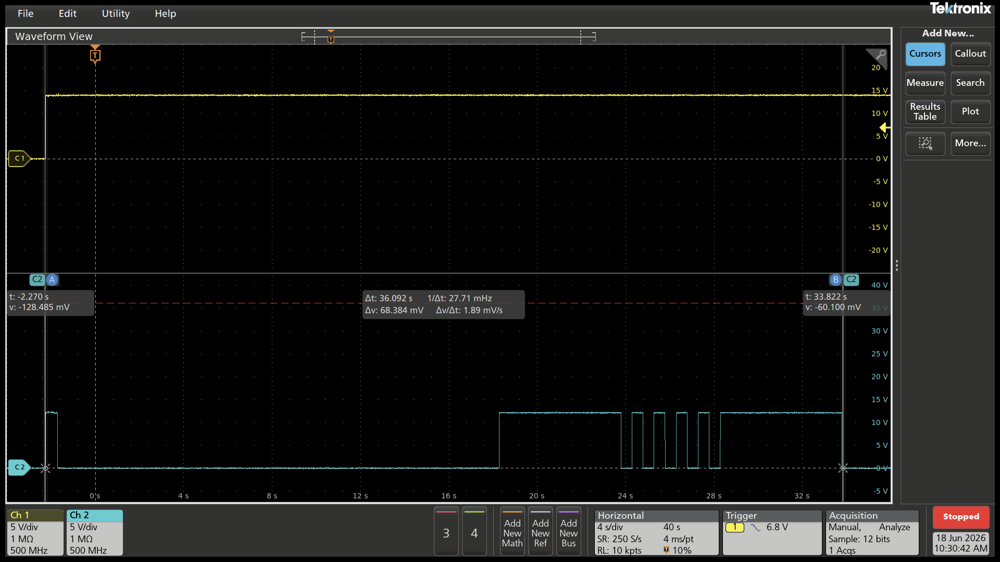 File Edit Utility Help
Tektronix
Waveform View
T
T
20
15 V
10 V
5 V
0 V
-5 V
-10 V
-15 V
-20 V
C 1
C2 A
B C2
t: -2.270 s
v: -128.485 mV
Δt: 36.092 s 1/Δt: 27.71 mHz
Δv: 68.384 mV Δv/Δt: 1.89 mV/s
t: 33.822 s
v: -60.100 mV
40 V
35 V
30 V
25 V
20 V
15 V
10 V
5 V
0 V
-5 V
C 2
0 s 4 s 8 s 12 s 16 s 20 s 24 s 28 s 32 s
Add New...
Cursors Callout
Measure Search
Results
Table
Plot
More...
Ch 1
5 V/div
1 MΩ
500 MHz
Ch 2
5 V/div
1 MΩ
500 MHz
3 4
Add
New
Math
Add
New
Ref
Add
New
Bus
Horizontal
4 s/div 40 s
SR: 250 S/s 4 ms/pt
RL: 10 kpts T 10%
Trigger
1 6.8 V
Acquisition
Manual, Analyze
Sample: 12 bits
1 Acqs
Stopped
18 Jun 2026
10:30:42 AM